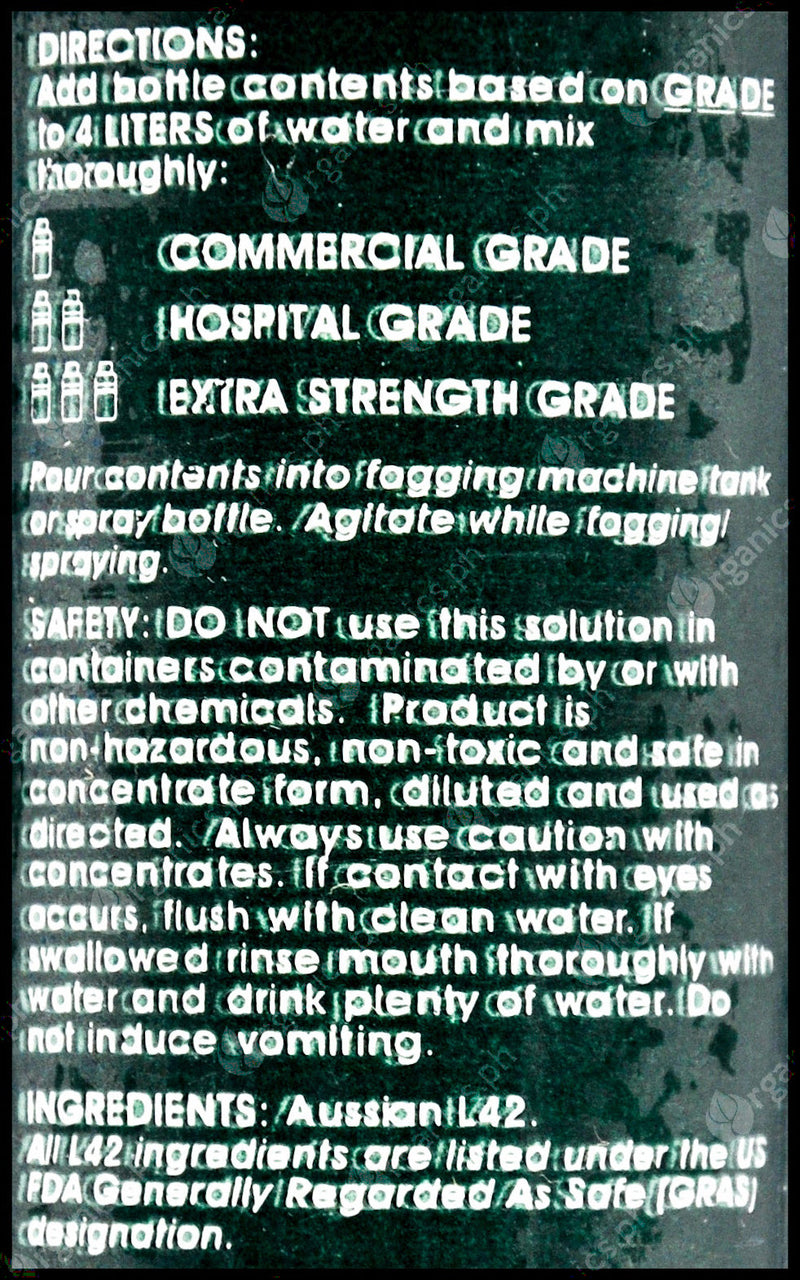 DIRECTIONS:
Add bottle contents based on GRADE
to 4 LITERS of water and mix
thoroughly:
COMMERCIAL GRADE
HOSPITAL GRADE
EXTRA STRENGTH GRADE
Pour contents into fogging machine tank
or spray bottle. Agitate while fogging/
spraying.
SAFETY: DO NOT use this solution in
containers contaminated by or with
other chemicals. Product is
non-hazardous, non-toxic and safe in
concentrate form, diluted and used as
directed. Always use caution with
concentrates. If contact with eyes
occurs, flush with clean water. If
swallowed rinse mouth thoroughly with
water and drink plenty of water. Do
not induce vomiting.
INGREDIENTS: Aussian L42.
All L42 ingredients are listed under the US
FDA Generally Regarded As Safe (GRAS)
designation.
Organics.ph